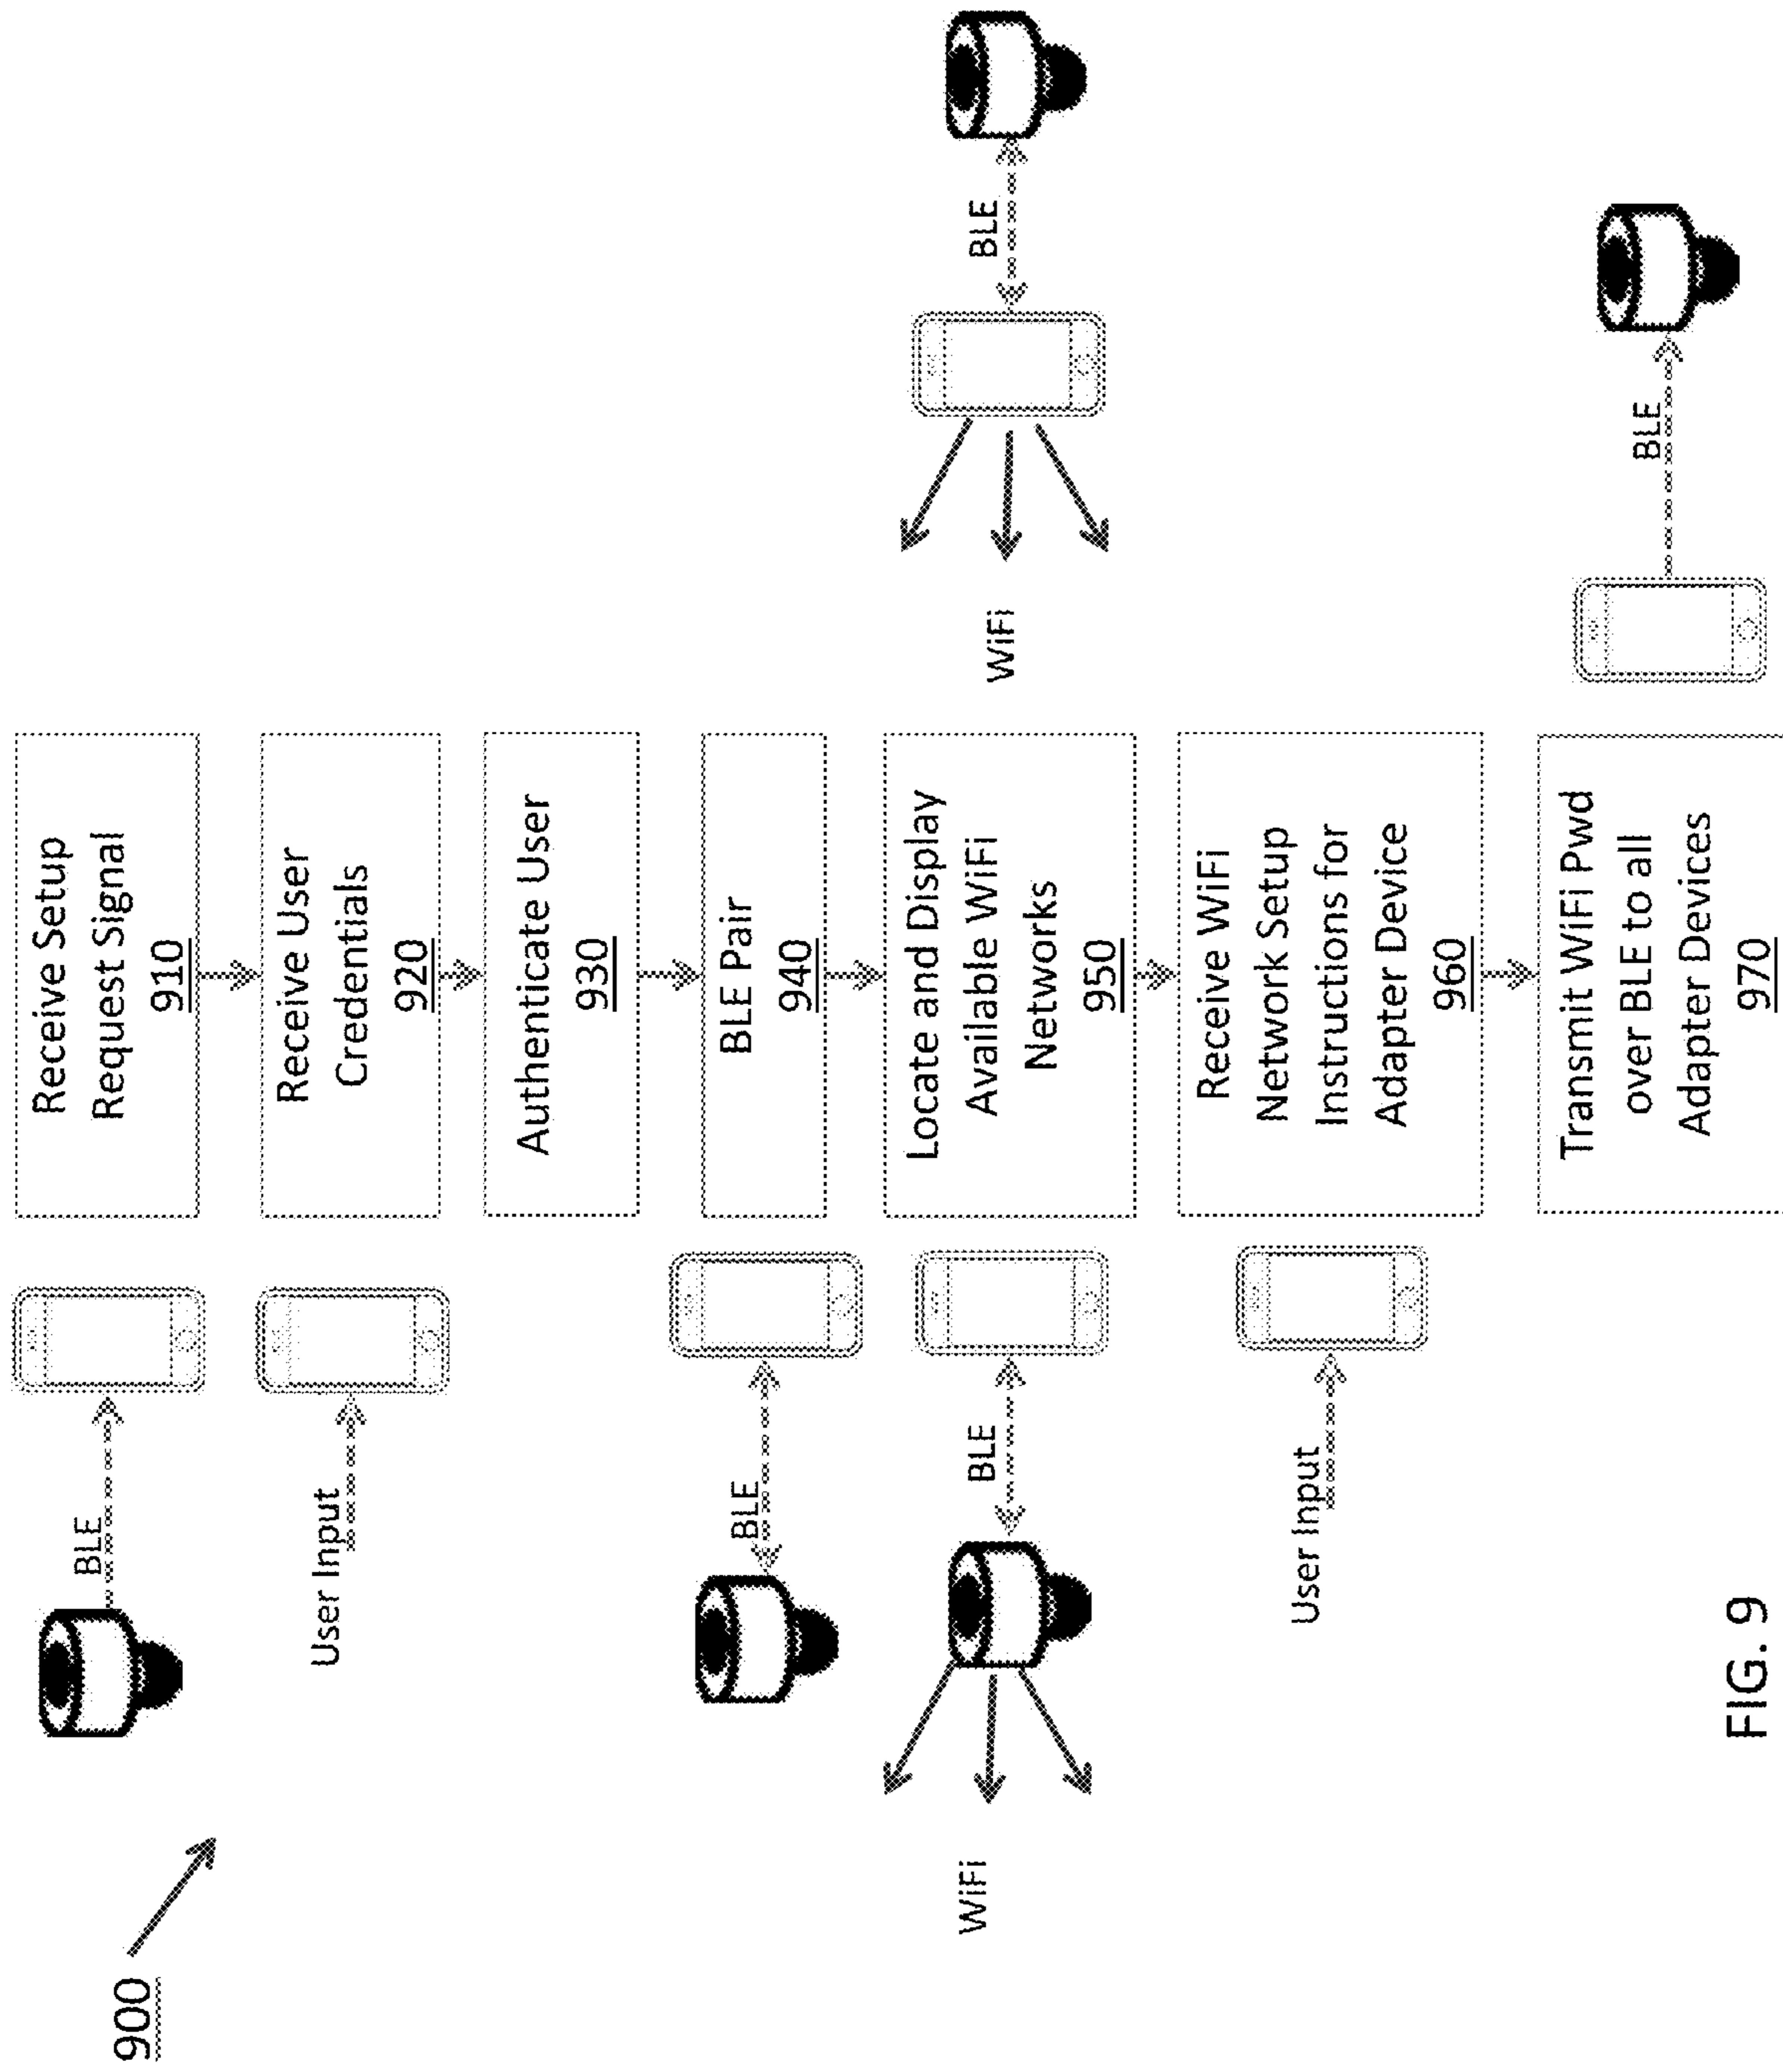 900
BLE
Receive Setup
Request Signal
910
User Input
Receive User
Credentials
920
Authenticate User
930
BLE
BLE Pair
940
WiFi
BLE
Locate and Display
Available WiFi
Networks
950
WiFi
BLE
User Input
Receive WiFi
Network Setup
Instructions for
Adapter Device
960
Transmit WiFi Pwd
over BLE to all
Adapter Devices
970
BLE
FIG. 9